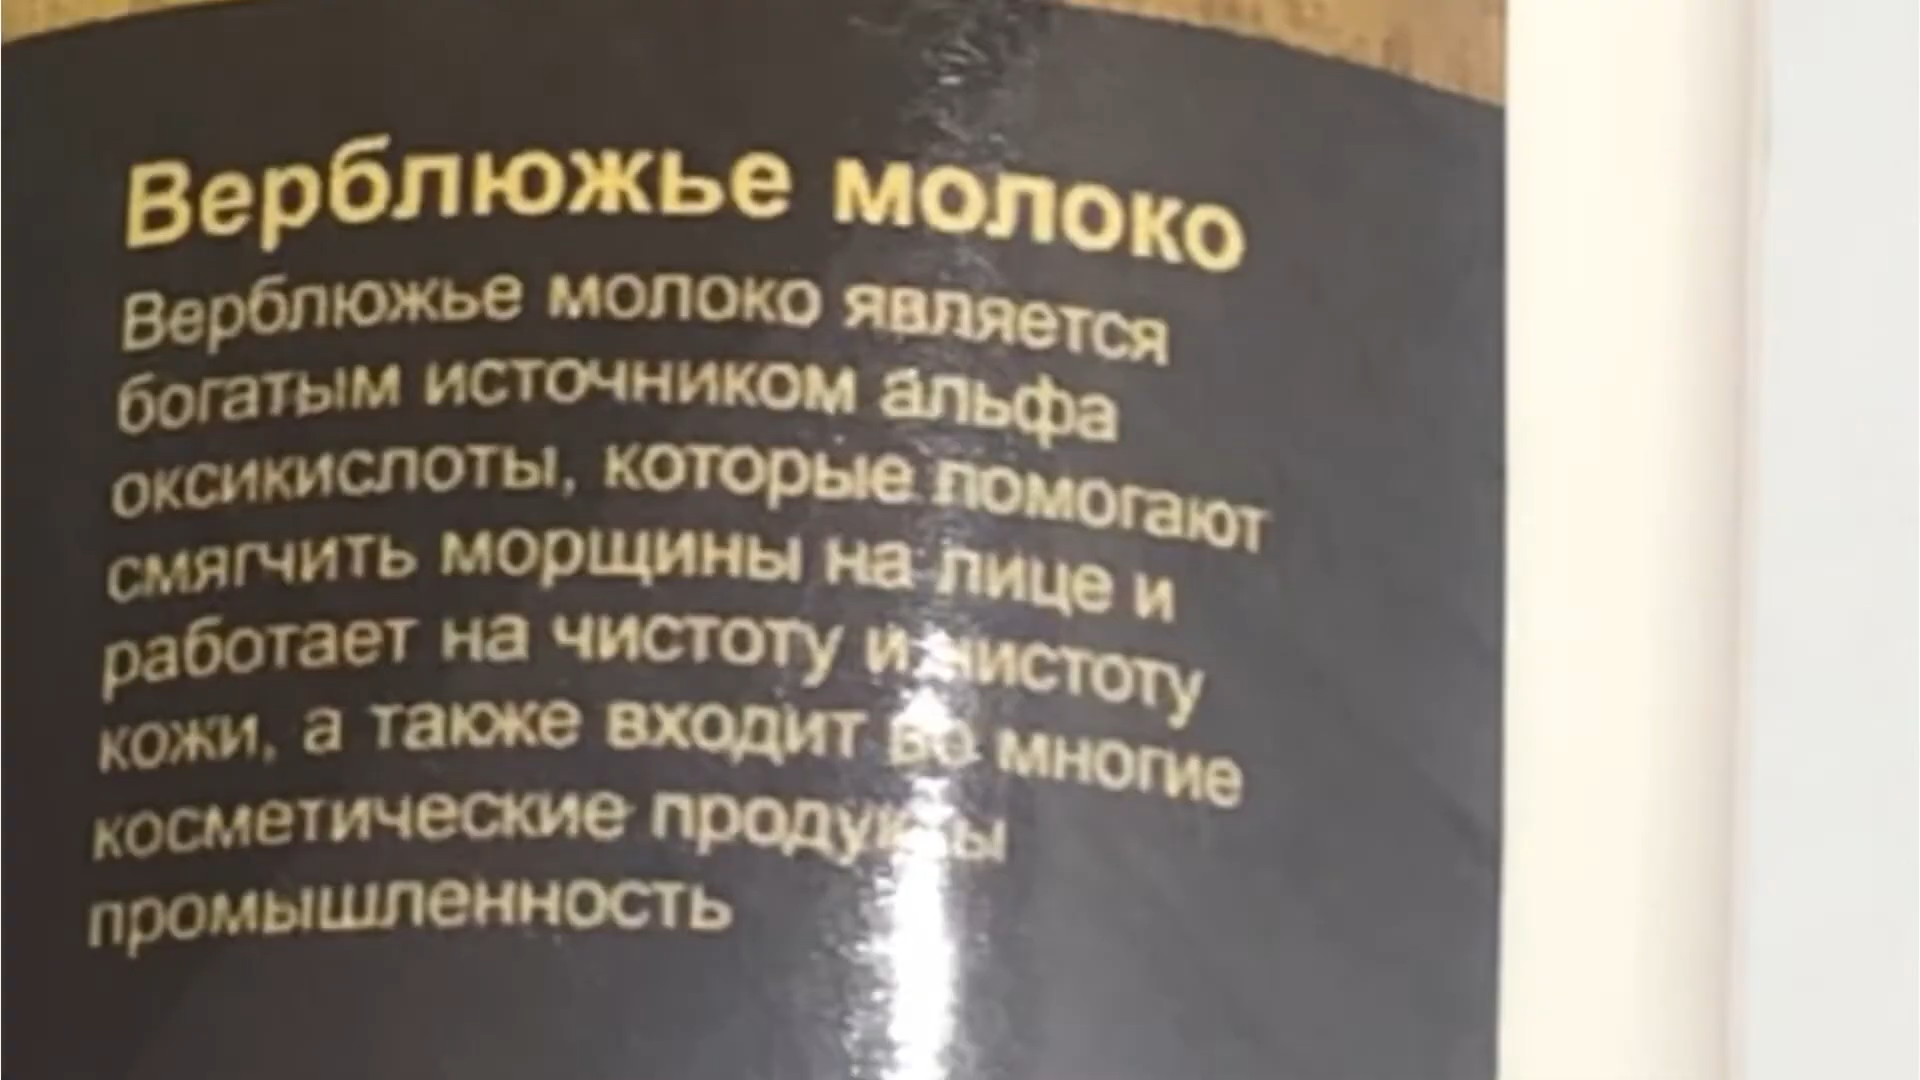 Верблюжье молоко
Верблюжье молоко является
богатым источником альфа
оксикислоты, которые помогают
смягчить морщины на лице и
работает на чистоту и чистоту
кожи, а также входит во многие
косметические продукты
промышленность